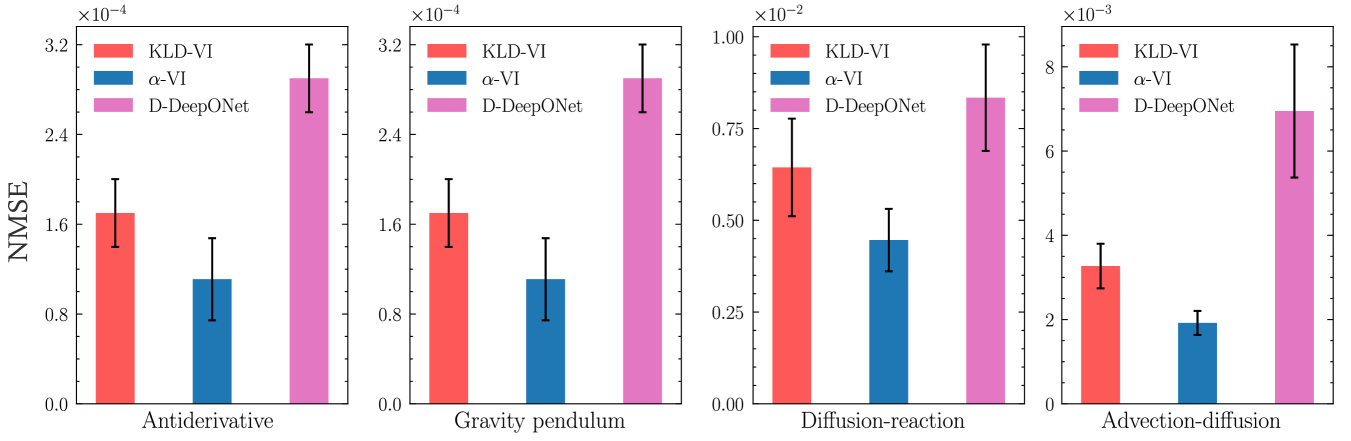 NMSE
×10⁻⁴
3.2
2.4
1.6
0.8
0.0
KLD-VI
α-VI
D-DeepONet
Antiderivative
×10⁻⁴
3.2
2.4
1.6
0.8
0.0
KLD-VI
α-VI
D-DeepONet
Gravity pendulum
×10⁻²
1.00
0.75
0.50
0.25
0.00
KLD-VI
α-VI
D-DeepONet
Diffusion-reaction
×10⁻³
8
6
4
2
0
KLD-VI
α-VI
D-DeepONet
Advection-diffusion